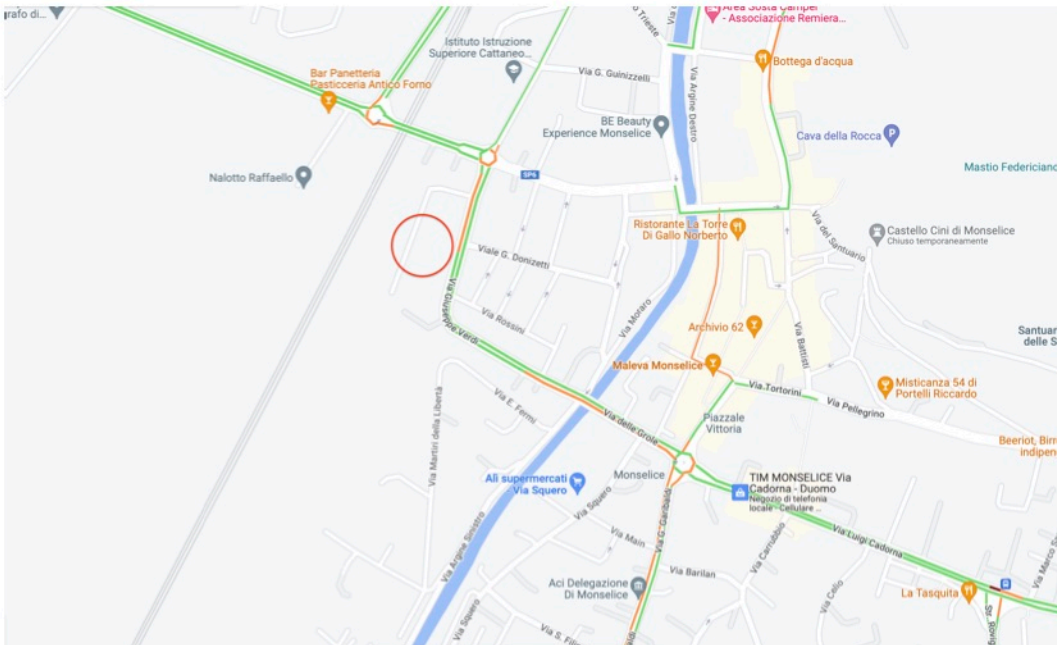 grafo di...
Istituto Istruzione
Superiore Cattaneo...
Trieste
Area Sosta Camper
- Associazione Remiera...
Bottega d'acqua
Bar Panetteria
Pasticceria Antico Forno
Via G. Guinizzelli
Via Argine Destro
BE Beauty
Experience Monselice
Cava della Rocca
P
Mastio Federiciano
Nalotto Raffaello
SP6
Ristorante La Torre
Di Gallo Norberto
Via del Santuario
Castello Cini di Monselice
Chiuso temporaneamente
Viale G. Donizetti
Via Giuseppe Verdi
Via Rossini
Via Moraro
Archivio 62
Via Battisti
Santuar
delle S
Maleva Monselice
Misticanza 54 di
Portelli Riccardo
Via Tortorini
Via Pellegrino
Via E. Fermi
Via Martiri della Libertà
Via delle Grole
Piazzale
Vittoria
Beeriot, Birr
indipen
Alì supermercati
Via Squero
Monselice
TIM MONSELICE Via
Cadorna - Duomo
Negozio di telefonia
locale - Cellulare ...
Via Squero
Via G. Garibaldi
Via Luigi Cadorna
Via Main
Via Carrubbio
Via Argine Sinistro
Via Barilan
Via Marco S
Aci Delegazione
Di Monselice
Via Celio
La Tasquita
Via Squero
Via S. Fili
ldi
Str. Rovig